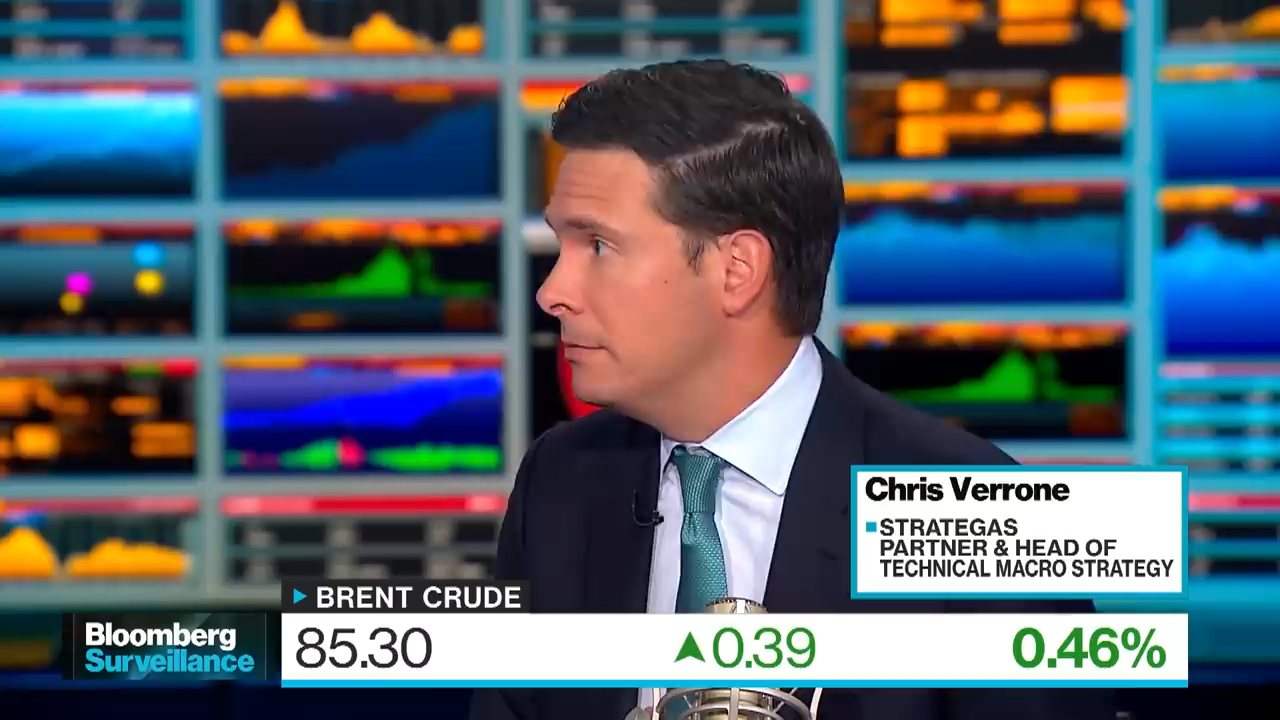 Chris Verrone
STRATEGAS
PARTNER & HEAD OF
TECHNICAL MACRO STRATEGY
BRENT CRUDE
Bloomberg
Surveillance
85.30 ▲0.39 0.46%